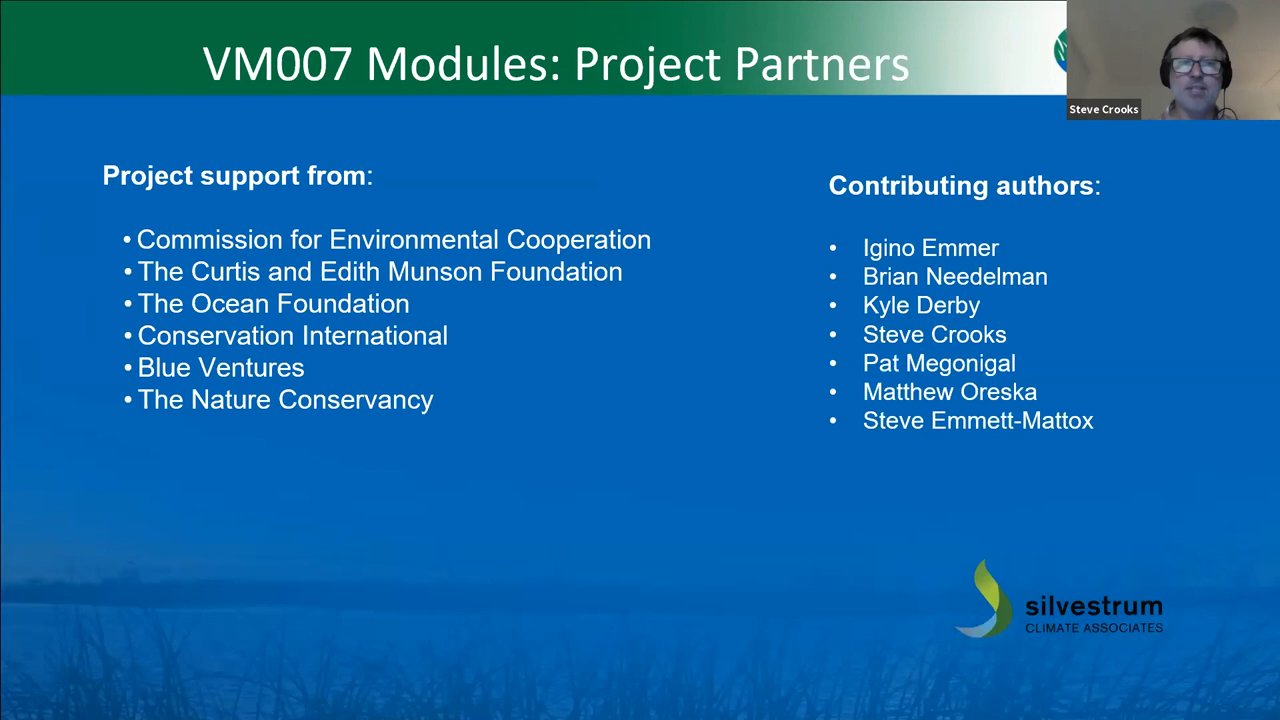 VM007 Modules: Project Partners
Steve Crooks
Project support from:
• Commission for Environmental Cooperation
• The Curtis and Edith Munson Foundation
• The Ocean Foundation
• Conservation International
• Blue Ventures
• The Nature Conservancy
Contributing authors:
• Igino Emmer
• Brian Needelman
• Kyle Derby
• Steve Crooks
• Pat Megonigal
• Matthew Oreska
• Steve Emmett-Mattox
silvestrum
CLIMATE ASSOCIATES